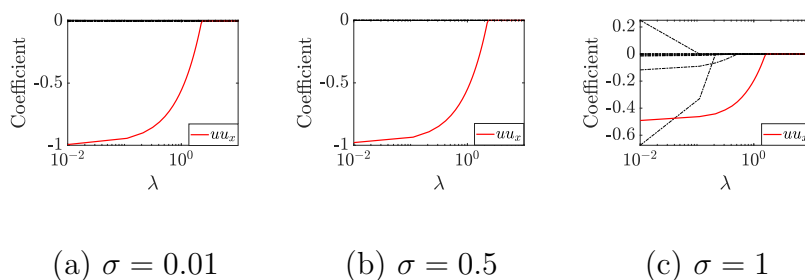 0
-0.5
-1
Coefficient
uu_x
10^{-2}
10^0
λ
(a) σ = 0.01
0
-0.5
-1
Coefficient
uu_x
10^{-2}
10^0
λ
(b) σ = 0.5
0.2
0
-0.2
-0.4
-0.6
Coefficient
uu_x
10^{-2}
10^0
λ
(c) σ = 1